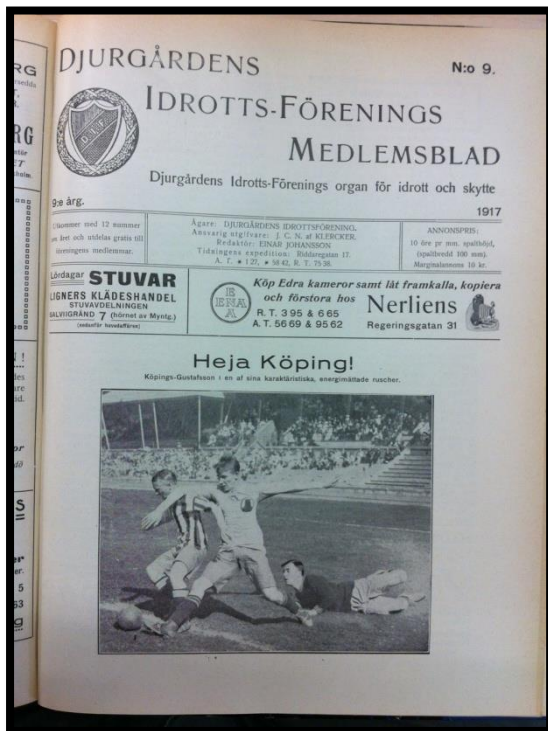 DJURGÅRDENS
N:o 9.
IDROTTS-FÖRENINGS
MEDLEMSBLAD
Djurgårdens Idrotts-Förenings organ för idrott och skytte
9:e årg.
1917
Utkommer med 12 nummer
om året och utdelas gratis till
föreningens medlemmar.
Ägare: DJURGÅRDENS IDROTTSFÖRENING.
Ansvarig utgifvare: J. C. N. af KLERCKER.
Redaktör: EINAR JOHANSSON
Tidningens expedition: Riddaregatan 17.
ANNONSPRIS:
10 öre pr mm. spalthöjd,
(spaltbredd 100 mm).
Marginalannons 10 kr.
Lördagar STUVAR
LIGNERS KLÄDESHANDEL
STUVAVDELNINGEN
SALVIIGRÄND 7 (hörnet av Myntg.)
(nedanför huvudaffären)
ENA
Köp Edra kameror samt låt framkalla, kopiera
och förstora hos Nerliens
R. T. 3 95 & 6 65
A. T. 56 69 & 95 62
Regeringsgatan 31
Heja Köping!
Köpings-Gustafsson i en af sina karaktäristiska, energimättade ruscher.